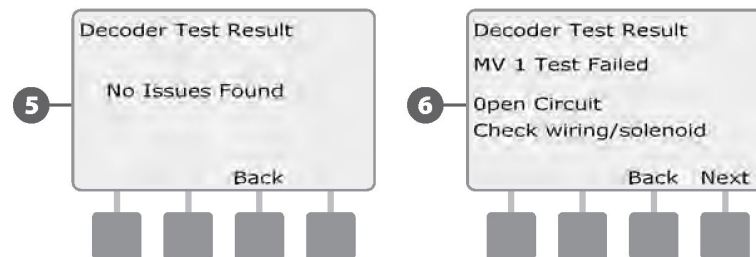 5
Decoder Test Result
No Issues Found
Back
6
Decoder Test Result
MV 1 Test Failed
0pen Circuit
Check wiring/solenoid
Back Next